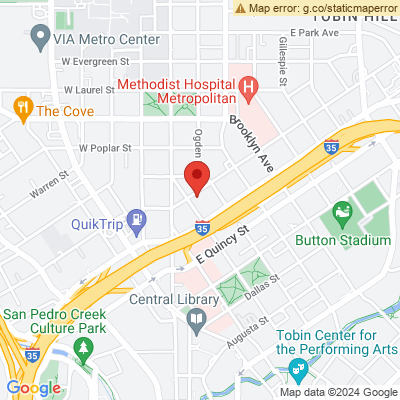 Map error: g.co/staticmaperror
TOBIN HILL
E Park Ave
VIA Metro Center
Gillespie St
W Evergreen St
Methodist Hospital
Metropolitan
H
W Laurel St
The Cove
Ogden
Brooklyn Ave
W Poplar St
35
Warren St
QuikTrip
35
E Quincy St
Button Stadium
Dallas St
San Pedro Creek
Culture Park
Central Library
Augusta St
Tobin Center for
the Performing Arts
35
Google
Map data ©2024 Google